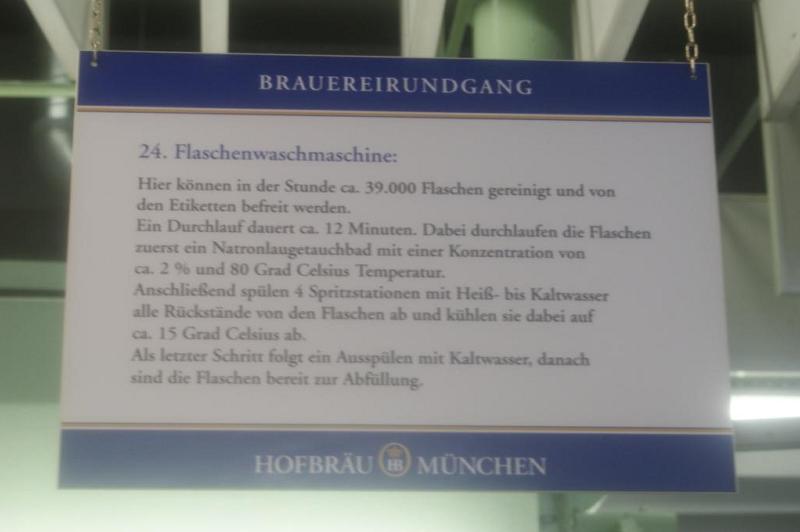 BRAUEREIRUNDGANG
24. Flaschenwaschmaschine:
Hier können in der Stunde ca. 39.000 Flaschen gereinigt und von
den Etiketten befreit werden.
Ein Durchlauf dauert ca. 12 Minuten. Dabei durchlaufen die Flaschen
zuerst ein Natronlaugetauchbad mit einer Konzentration von
ca. 2 % und 80 Grad Celsius Temperatur.
Anschließend spülen 4 Spritzstationen mit Heiß- bis Kaltwasser
alle Rückstände von den Flaschen ab und kühlen sie dabei auf
ca. 15 Grad Celsius ab.
Als letzter Schritt folgt ein Ausspülen mit Kaltwasser, danach
sind die Flaschen bereit zur Abfüllung.
HOFBRÄU HB MÜNCHEN